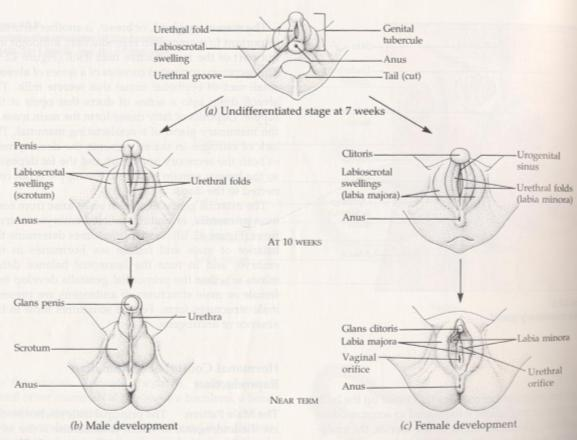 Urethral fold
Genital
tubercule
Labioscrotal
swelling
Anus
Urethral groove
Tail (cut)
(a) Undifferentiated stage at 7 weeks
Penis
Labioscrotal
swellings
(scrotum)
Urethral folds
Anus
Clitoris
Urogenital
sinus
Labioscrotal
swellings
(labia majora)
Urethral folds
(labia minora)
Anus
AT 10 WEEKS
Glans penis
Urethra
Scrotum
Anus
Glans clitoris
Labia majora
Labia minora
Vaginal
orifice
Urethral
orifice
Anus
NEAR TERM
(b) Male development
(c) Female development